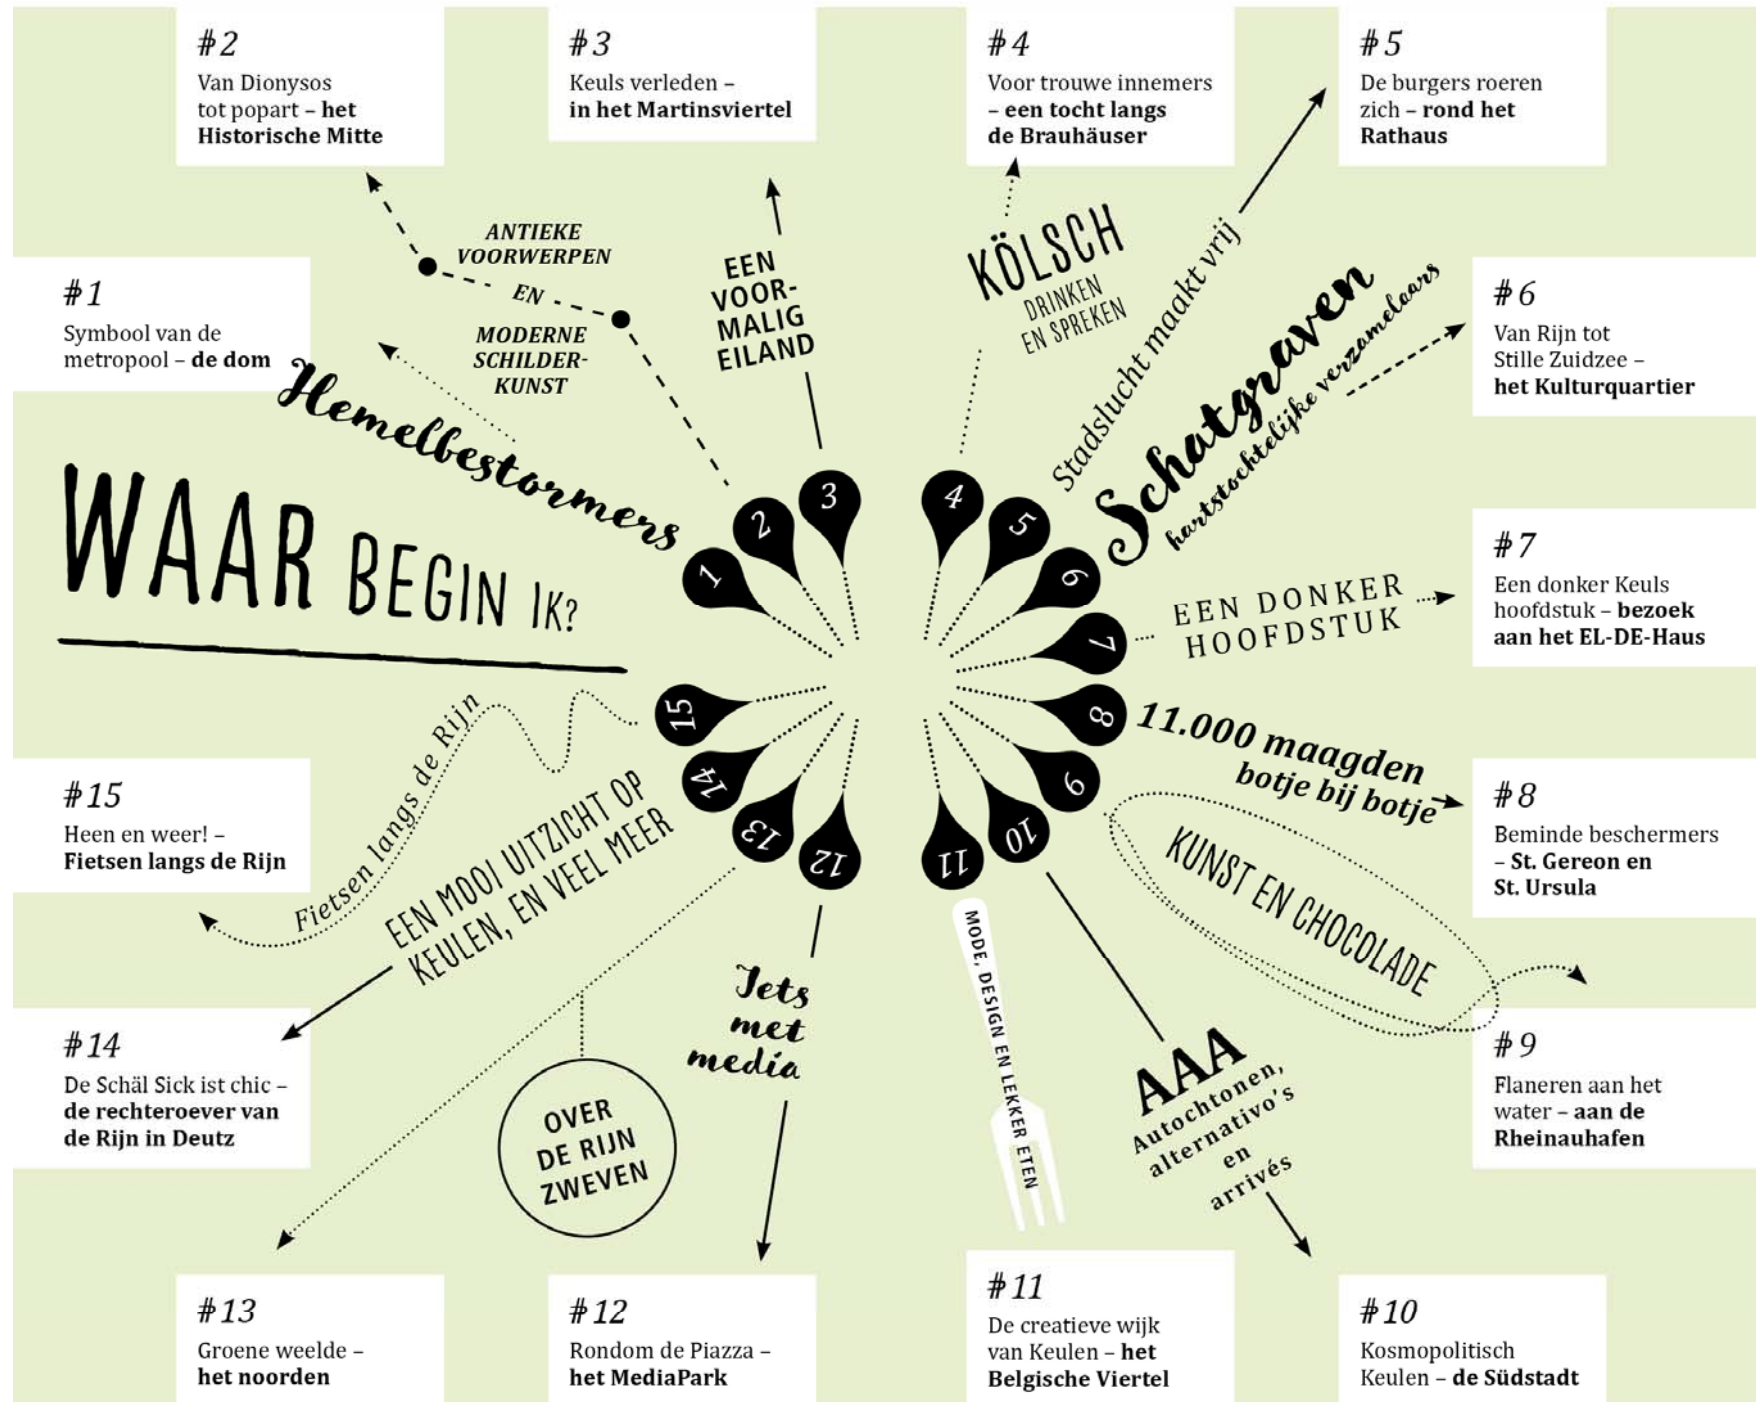 #2
Van Dionysos
tot popart – het
Historische Mitte
#3
Keuls verleden –
in het Martinsviertel
#4
Voor trouwe innemers
– een tocht langs
de Brauhäuser
#5
De burgers roeren
zich – rond het
Rathaus
#1
Symbool van de
metropool – de dom
#6
Van Rijn tot
Stille Zuidzee –
het Kulturquartier
ANTIEKE
VOORWERPEN
EN
MODERNE
SCHILDER-
KUNST
EEN
VOOR-
MALIG
EILAND
KÖLSCH
DRINKEN
EN SPREKEN
Stadslucht maakt vrij
Schatgraven
hartstochtelijke verzamelaars
Hemelbestormers
WAAR BEGIN IK?
1
2
3
4
5
6
7
8
9
10
11
12
13
14
15
EEN DONKER
HOOFDSTUK
#7
Een donker Keuls
hoofdstuk – bezoek
aan het EL-DE-Haus
11.000 maagden
botje bij botje
#8
Beminde beschermers
– St. Gereon en
St. Ursula
KUNST EN CHOCOLADE
#9
Flaneren aan het
water – aan de
Rheinauhafen
AAA
Autochtonen,
alternativo's
en
arrivés
#10
Kosmopolitisch
Keulen – de Südstadt
MODE, DESIGN EN LEKKER ETEN
#11
De creatieve wijk
van Keulen – het
Belgische Viertel
Iets
met
media
#12
Rondom de Piazza –
het MediaPark
OVER
DE RIJN
ZWEVEN
#13
Groene weelde –
het noorden
EEN MOOI UITZICHT OP
KEULEN, EN VEEL MEER
#14
De Schäl Sick ist chic –
de rechteroever van
de Rijn in Deutz
Fietsen langs de Rijn
#15
Heen en weer! –
Fietsen langs de Rijn